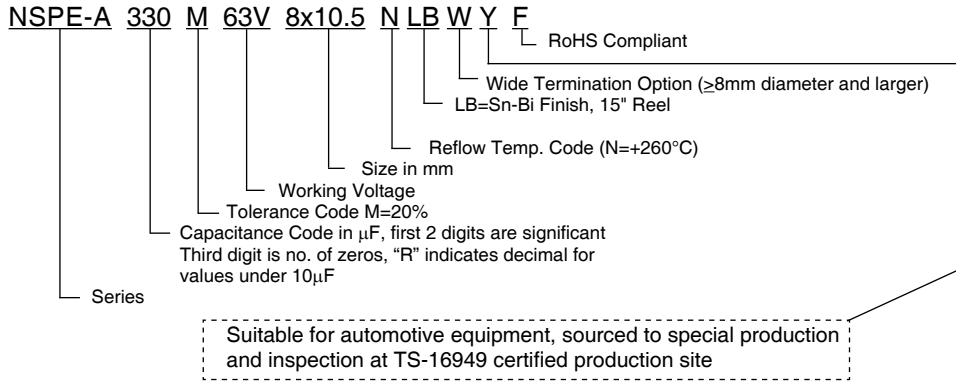 NSPE-A 330 M 63V 8x10.5 N LB W Y F
RoHS Compliant
Wide Termination Option (≥8mm diameter and larger)
LB=Sn-Bi Finish, 15" Reel
Reflow Temp. Code (N=+260°C)
Size in mm
Working Voltage
Tolerance Code M=20%
Capacitance Code in μF, first 2 digits are significant
Third digit is no. of zeros, “R” indicates decimal for
values under 10μF
Series
Suitable for automotive equipment, sourced to special production
and inspection at TS-16949 certified production site